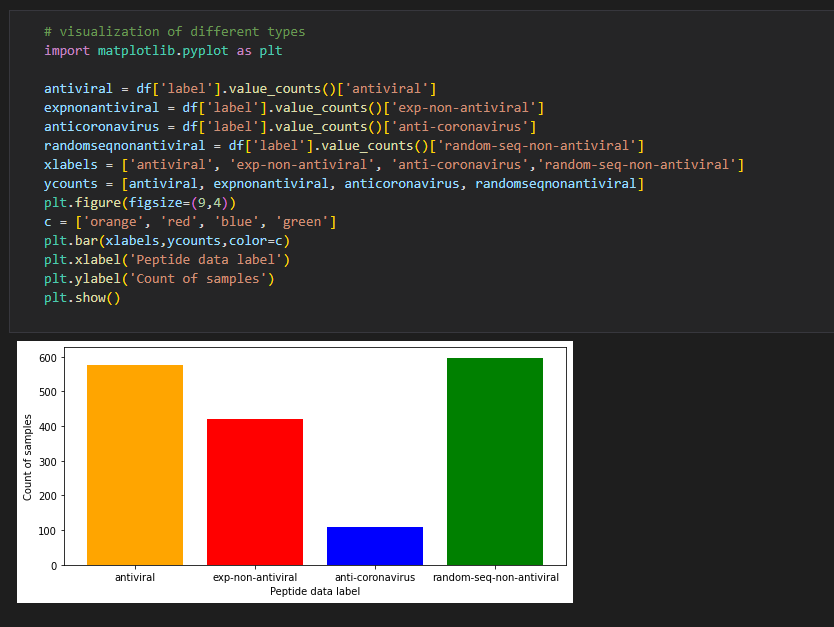 # visualization of different types
import matplotlib.pyplot as plt
antiviral = df['label'].value_counts()['antiviral']
expnonantiviral = df['label'].value_counts()['exp-non-antiviral']
anticoronavirus = df['label'].value_counts()['anti-coronavirus']
randomseqnonantiviral = df['label'].value_counts()['random-seq-non-antiviral']
xlabels = ['antiviral', 'exp-non-antiviral', 'anti-coronavirus','random-seq-non-antiviral']
ycounts = [antiviral, expnonantiviral, anticoronavirus, randomseqnonantiviral]
plt.figure(figsize=(9,4))
c = ['orange', 'red', 'blue', 'green']
plt.bar(xlabels,ycounts,color=c)
plt.xlabel('Peptide data label')
plt.ylabel('Count of samples')
plt.show()
Count of samples
600
500
400
300
200
100
0
antiviral exp-non-antiviral anti-coronavirus random-seq-non-antiviral
Peptide data label